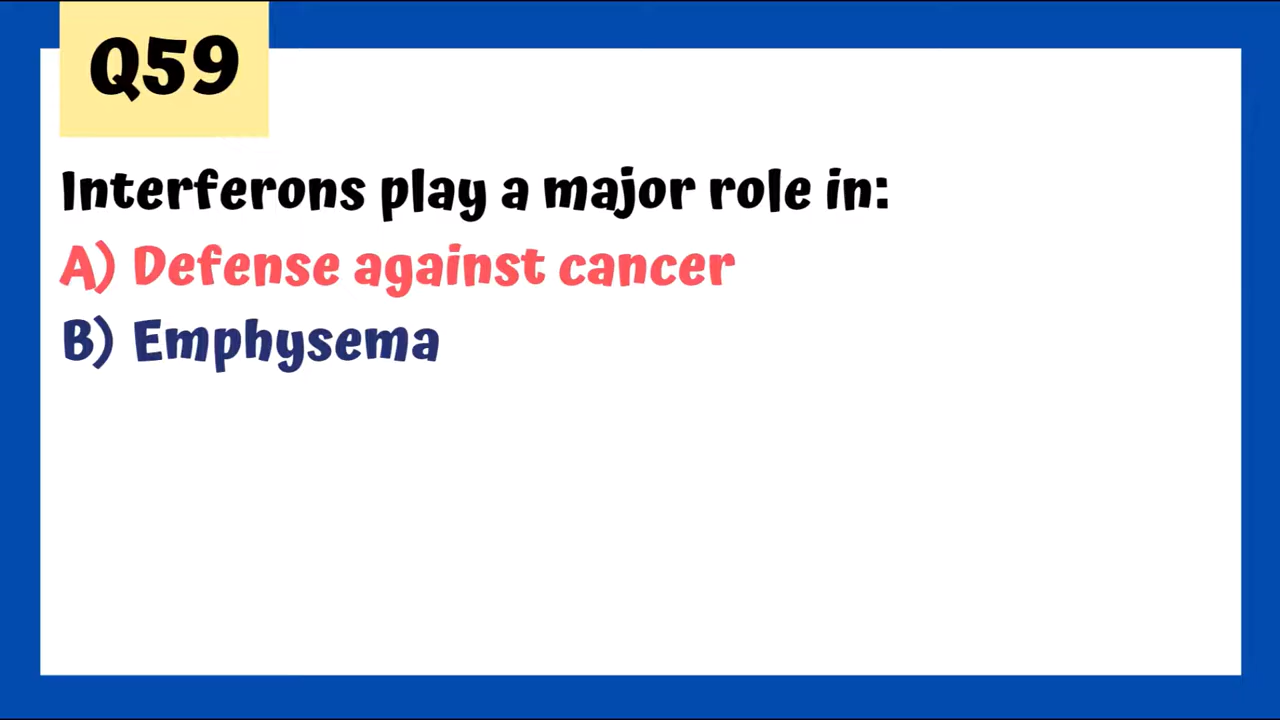 Q59
Interferons play a major role in:
A) Defense against cancer
B) Emphysema